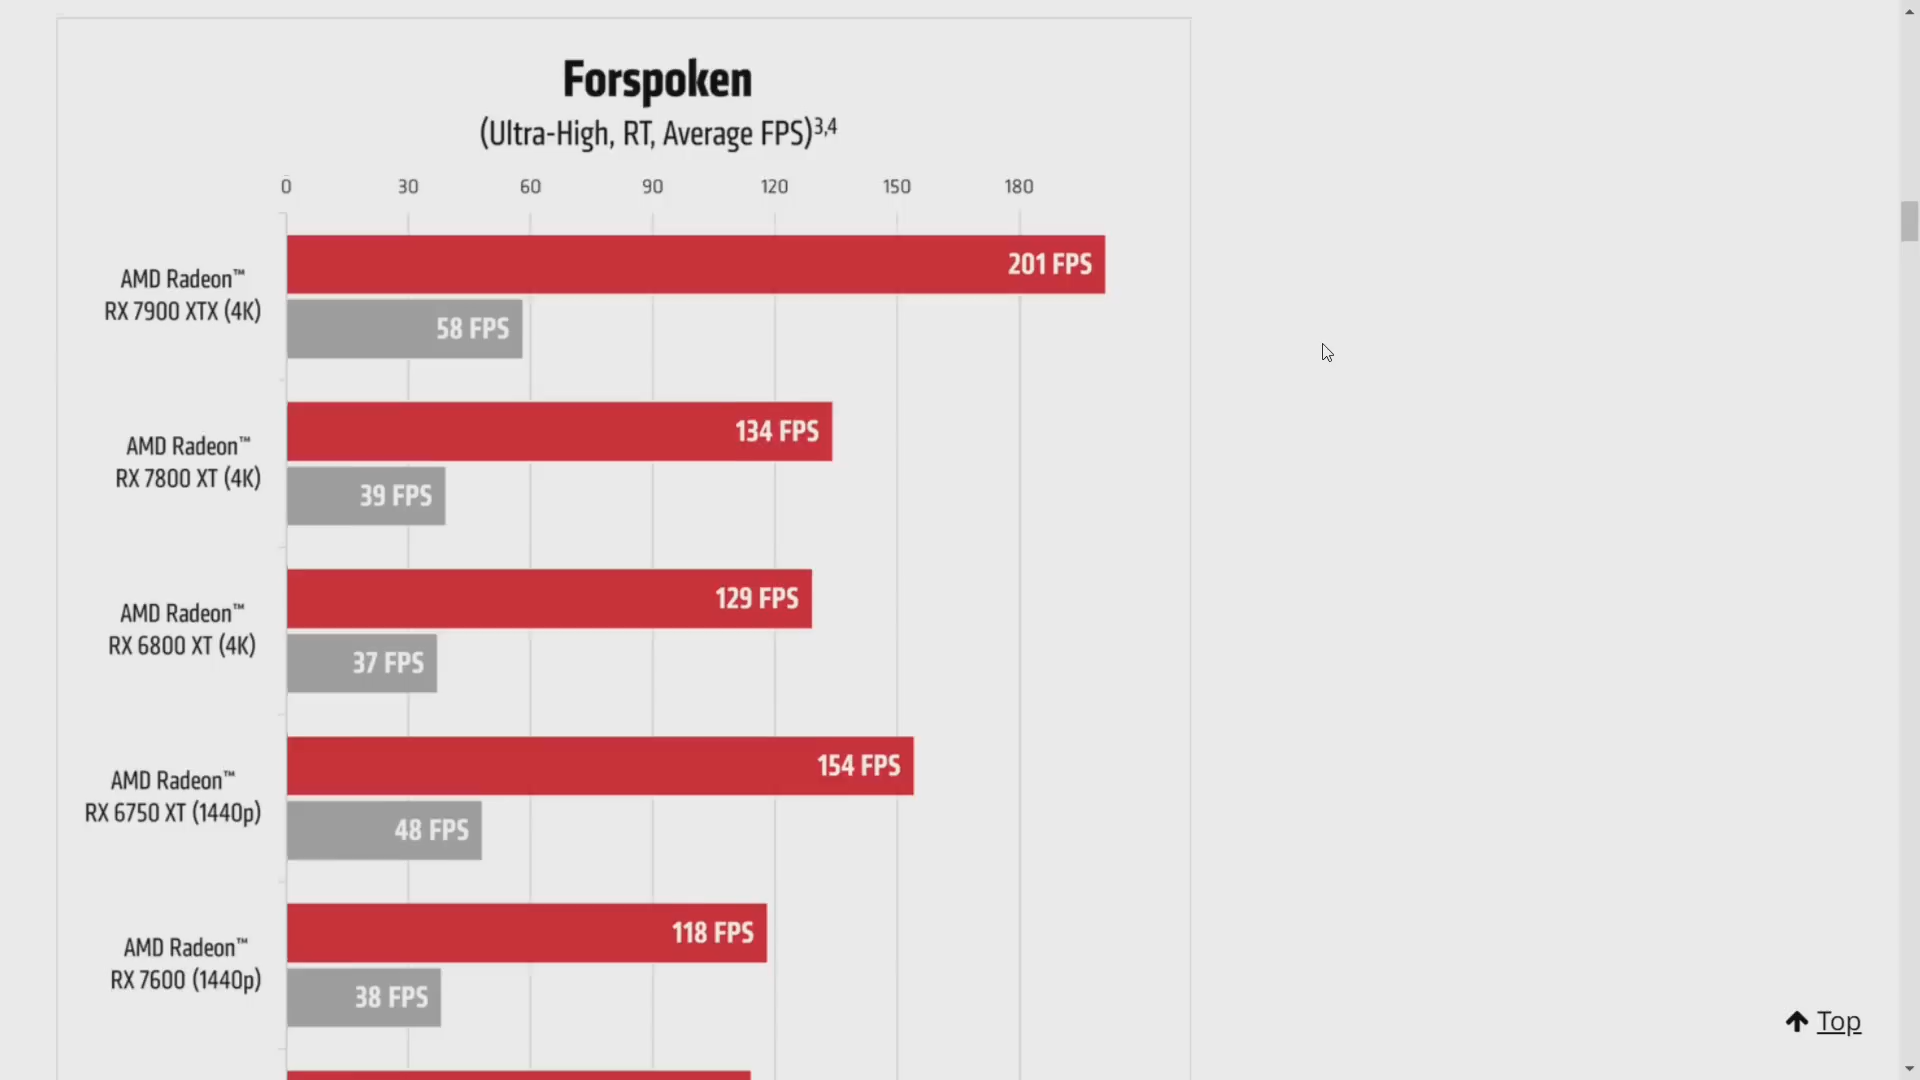 Forspoken
(Ultra-High, RT, Average FPS)3,4
0 30 60 90 120 150 180
AMD Radeon™
RX 7900 XTX (4K)
201 FPS
58 FPS
AMD Radeon™
RX 7800 XT (4K)
134 FPS
39 FPS
AMD Radeon™
RX 6800 XT (4K)
129 FPS
37 FPS
AMD Radeon™
RX 6750 XT (1440p)
154 FPS
48 FPS
AMD Radeon™
RX 7600 (1440p)
118 FPS
38 FPS
Top